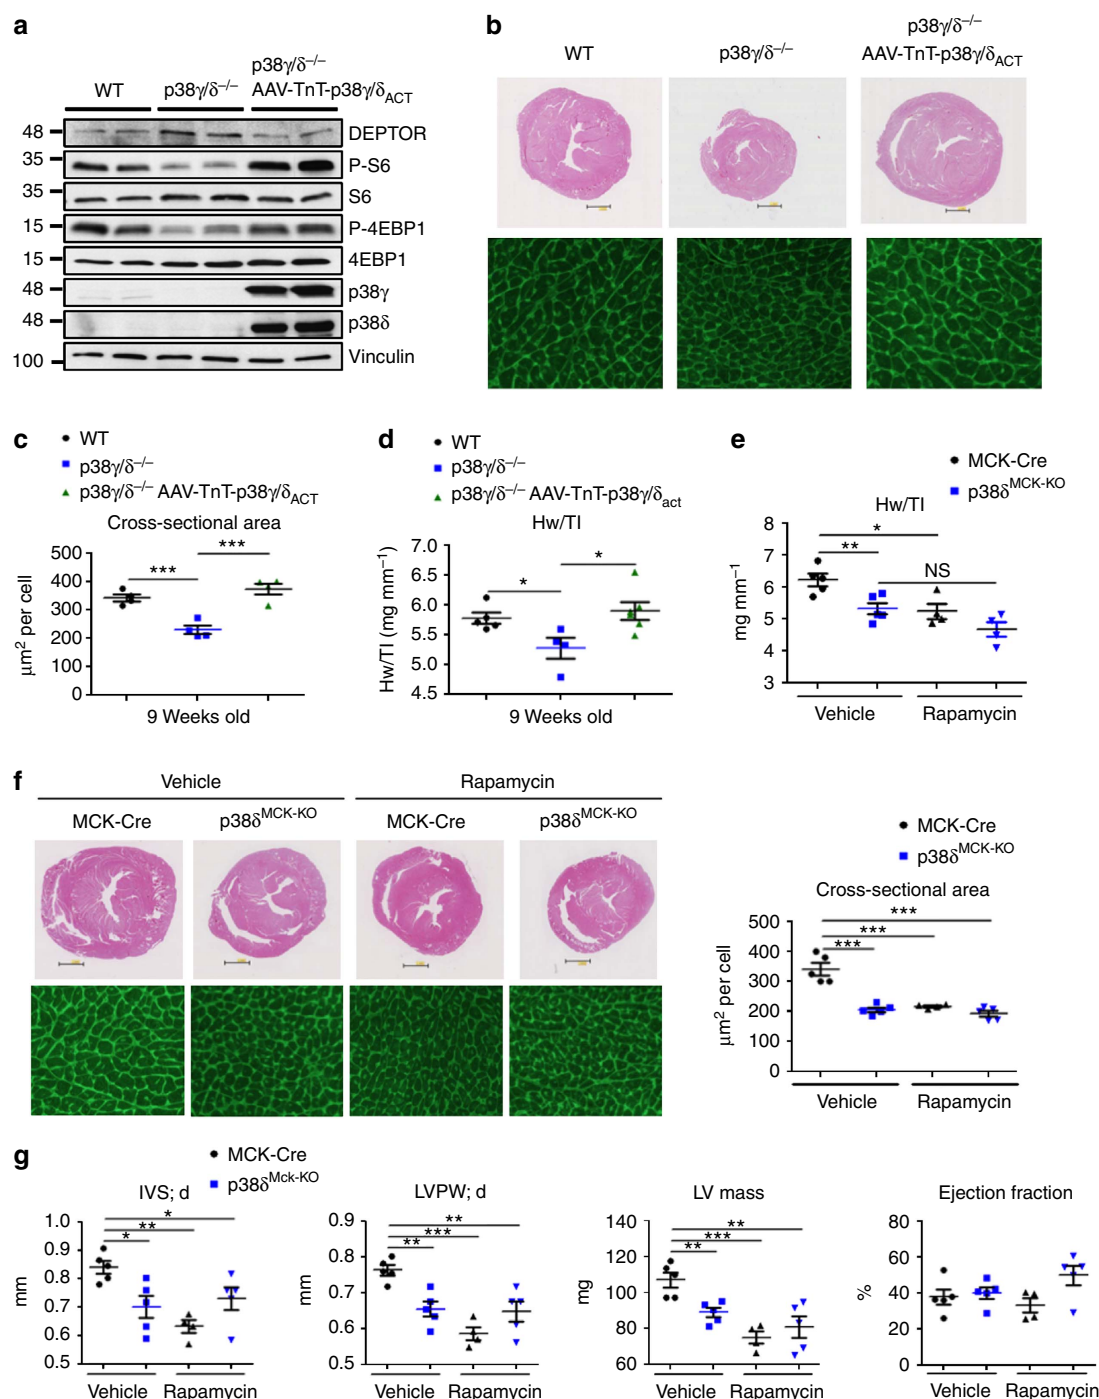 a
WT
p38γ/δ–/–
p38γ/δ–/–
AAV-TnT-p38γ/δACT
48
DEPTOR
35
P-S6
35
S6
15
P-4EBP1
15
4EBP1
48
p38γ
48
p38δ
100
Vinculin
b
WT
p38γ/δ–/–
p38γ/δ–/–
AAV-TnT-p38γ/δACT
c
WT
p38γ/δ–/–
p38γ/δ–/– AAV-TnT-p38γ/δACT
Cross-sectional area
μm2 per cell
500
400
300
200
100
0
***
***
9 Weeks old
d
WT
p38γ/δ–/–
p38γ/δ–/– AAV-TnT-p38γ/δact
Hw/TI
Hw/TI (mg mm–1)
7.0
6.5
6.0
5.5
5.0
4.5
*
*
9 Weeks old
e
MCK-Cre
p38δMCK-KO
Hw/TI
mg mm–1
8
7
6
5
4
3
*
**
NS
Vehicle
Rapamycin
f
Vehicle
Rapamycin
MCK-Cre
p38δMCK-KO
MCK-Cre
p38δMCK-KO
MCK-Cre
p38δMCK-KO
Cross-sectional area
μm2 per cell
500
400
300
200
100
0
***
***
***
Vehicle
Rapamycin
g
MCK-Cre
p38δMck-KO
IVS; d
mm
1.0
0.9
0.8
0.7
0.6
0.5
*
**
*
Vehicle
Rapamycin
LVPW; d
mm
0.9
0.8
0.7
0.6
0.5
**
***
**
Vehicle
Rapamycin
LV mass
mg
140
120
100
80
60
**
***
**
Vehicle
Rapamycin
Ejection fraction
%
80
60
40
20
0
Vehicle
Rapamycin